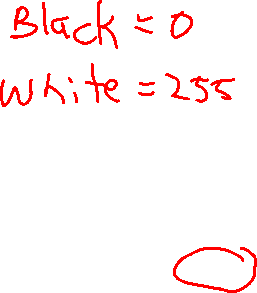 Black = 0
White = 255